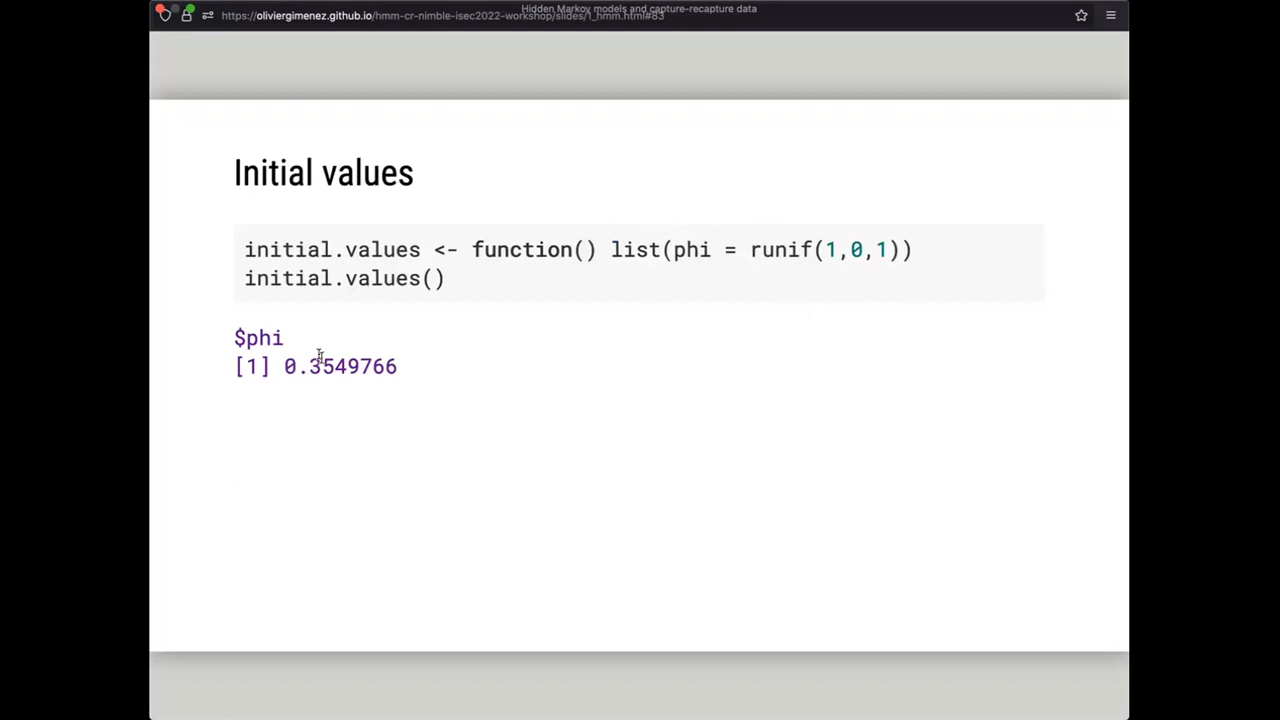 Hidden Markov models and capture-recapture data
https://oliviergimenez.github.io/hmm-cr-nimble-isec2022-workshop/slides/1_hmm.html#83
Initial values
initial.values <- function() list(phi = runif(1,0,1))
initial.values()
$phi
[1] 0.3549766